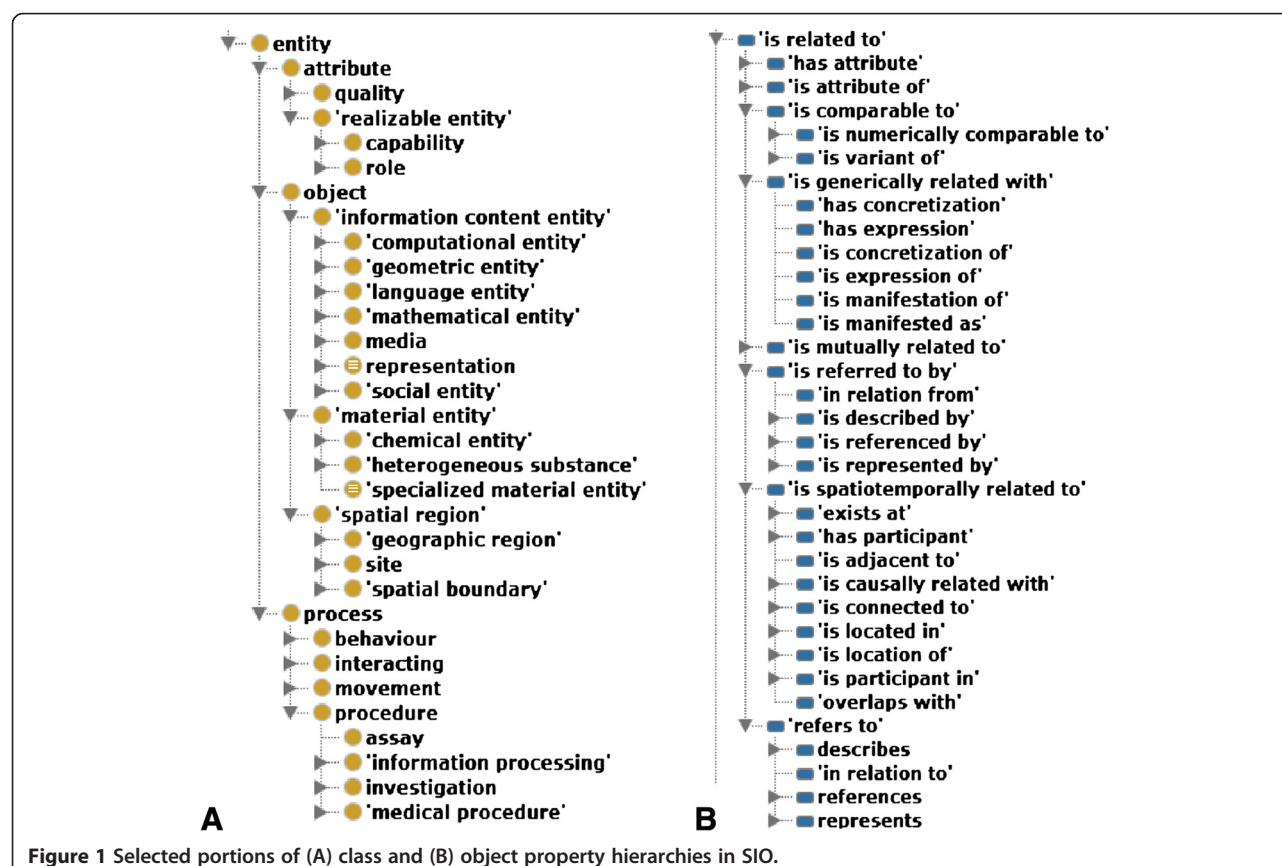 entity
attribute
quality
'realizable entity'
capability
role
object
'information content entity'
'computational entity'
'geometric entity'
'language entity'
'mathematical entity'
media
representation
'social entity'
'material entity'
'chemical entity'
'heterogeneous substance'
'specialized material entity'
'spatial region'
'geographic region'
site
'spatial boundary'
process
behaviour
interacting
movement
procedure
assay
'information processing'
investigation
'medical procedure'
A
'is related to'
'has attribute'
'is attribute of'
'is comparable to'
'is numerically comparable to'
'is variant of'
'is generically related with'
'has concretization'
'has expression'
'is concretization of'
'is expression of'
'is manifestation of'
'is manifested as'
'is mutually related to'
'is referred to by'
'in relation from'
'is described by'
'is referenced by'
'is represented by'
'is spatiotemporally related to'
'exists at'
'has participant'
'is adjacent to'
'is causally related with'
'is connected to'
'is located in'
'is location of'
'is participant in'
'overlaps with'
'refers to'
describes
'in relation to'
references
represents
B
Figure 1 Selected portions of (A) class and (B) object property hierarchies in SIO.